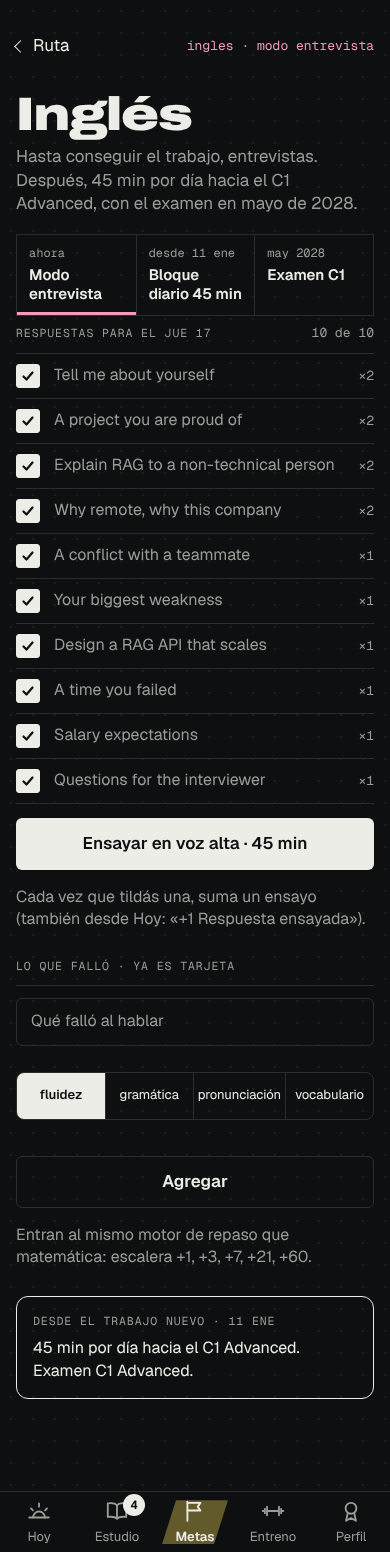 Ruta
ingles · modo entrevista
Inglés
Hasta conseguir el trabajo, entrevistas.
Después, 45 min por día hacia el C1
Advanced, con el examen en mayo de 2028.
ahora
Modo
entrevista
desde 11 ene
Bloque
diario 45 min
may 2028
Examen C1
RESPUESTAS PARA EL JUE 17
10 de 10
Tell me about yourself ×2
A project you are proud of ×2
Explain RAG to a non-technical person ×2
Why remote, why this company ×2
A conflict with a teammate ×1
Your biggest weakness ×1
Design a RAG API that scales ×1
A time you failed ×1
Salary expectations ×1
Questions for the interviewer ×1
Ensayar en voz alta · 45 min
Cada vez que tildás una, suma un ensayo
(también desde Hoy: «+1 Respuesta ensayada»).
LO QUE FALLÓ · YA ES TARJETA
Qué falló al hablar
fluidez gramática pronunciación vocabulario
Agregar
Entran al mismo motor de repaso que
matemática: escalera +1, +3, +7, +21, +60.
DESDE EL TRABAJO NUEVO · 11 ENE
45 min por día hacia el C1 Advanced.
Examen C1 Advanced.
4
Hoy Estudio Metas Entreno Perfil